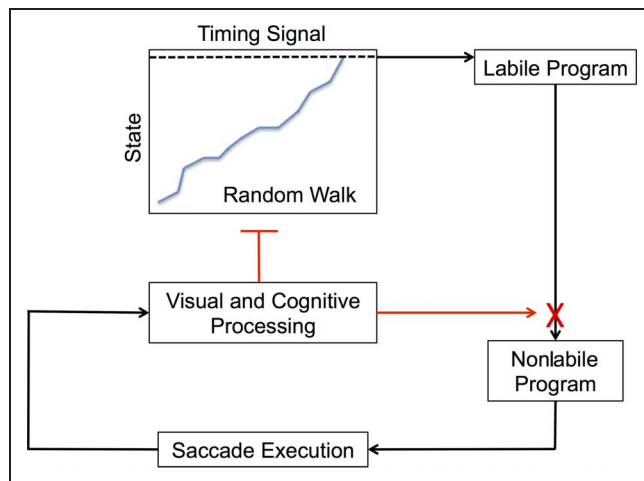 Timing Signal
Labile Program
State
Random Walk
Visual and Cognitive
Processing
X
Nonlabile
Program
Saccade Execution